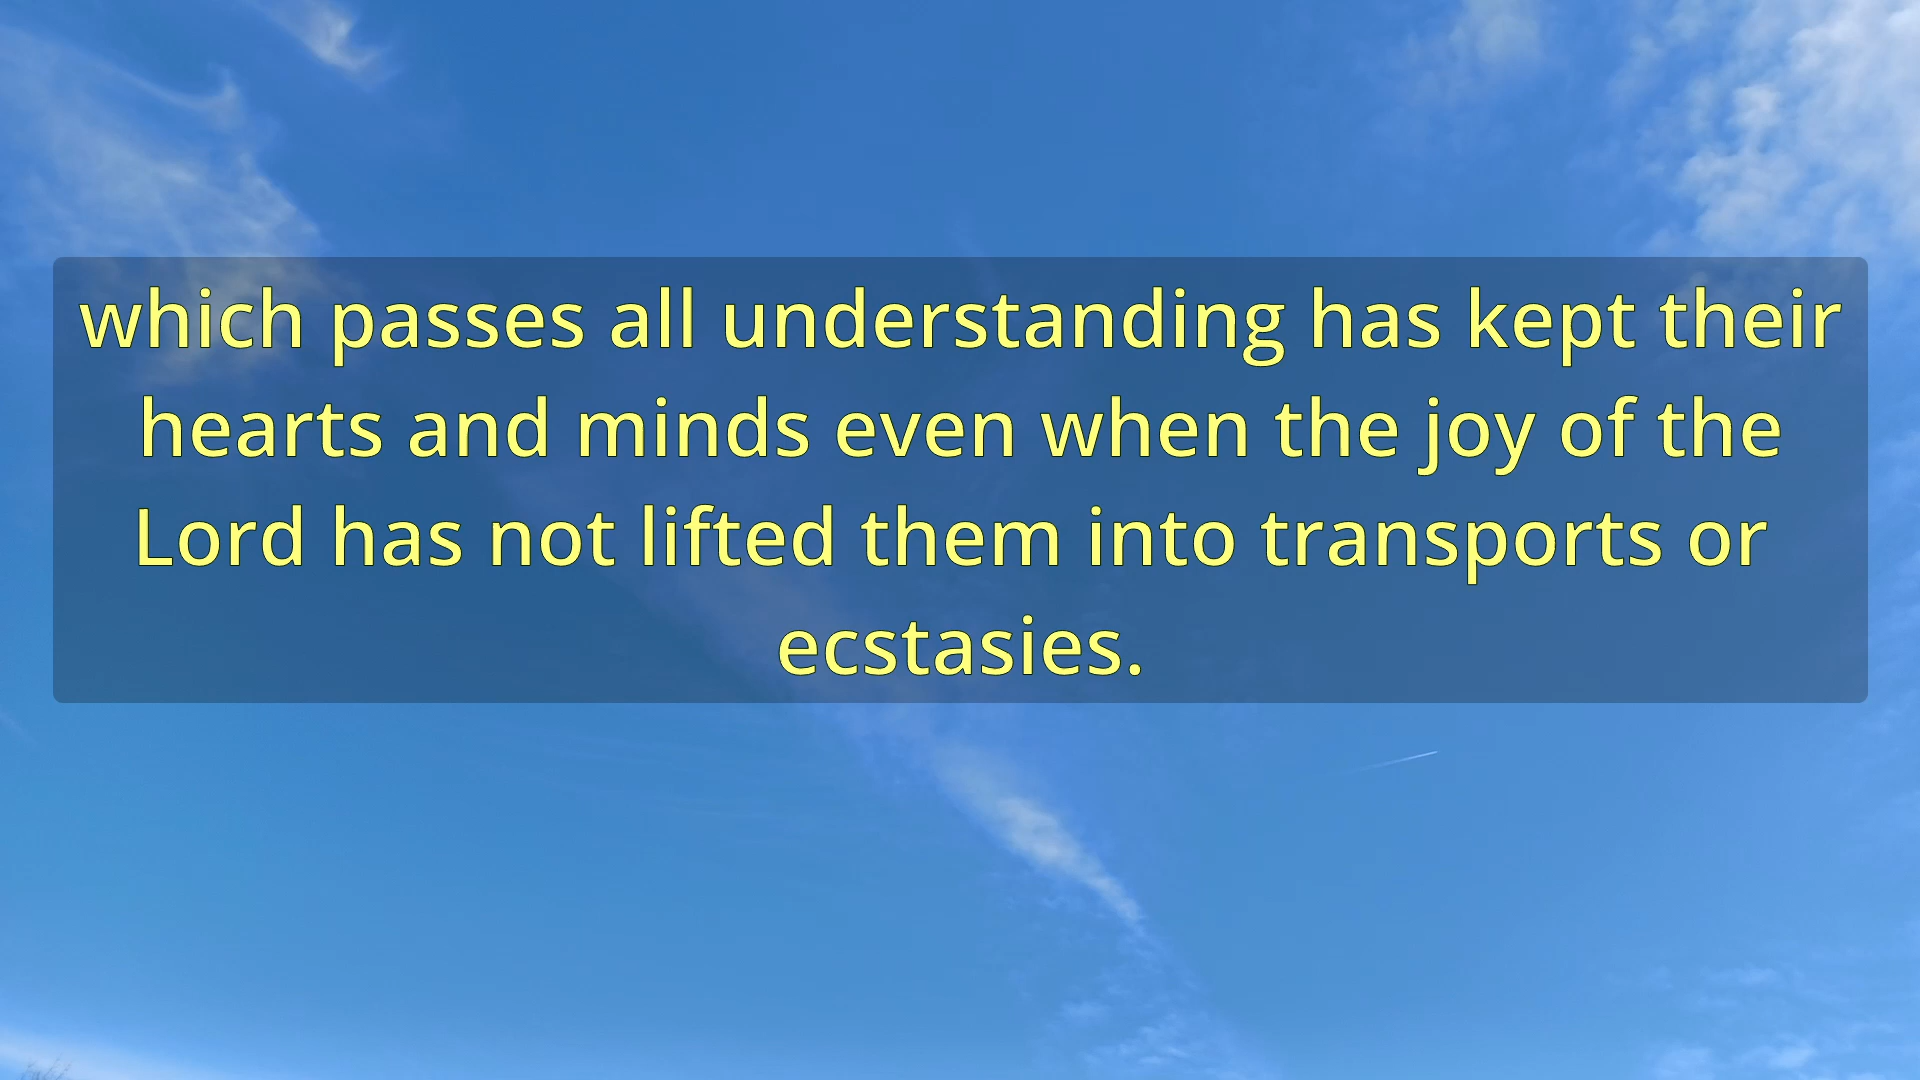 which passes all understanding has kept their
hearts and minds even when the joy of the
Lord has not lifted them into transports or
ecstasies.